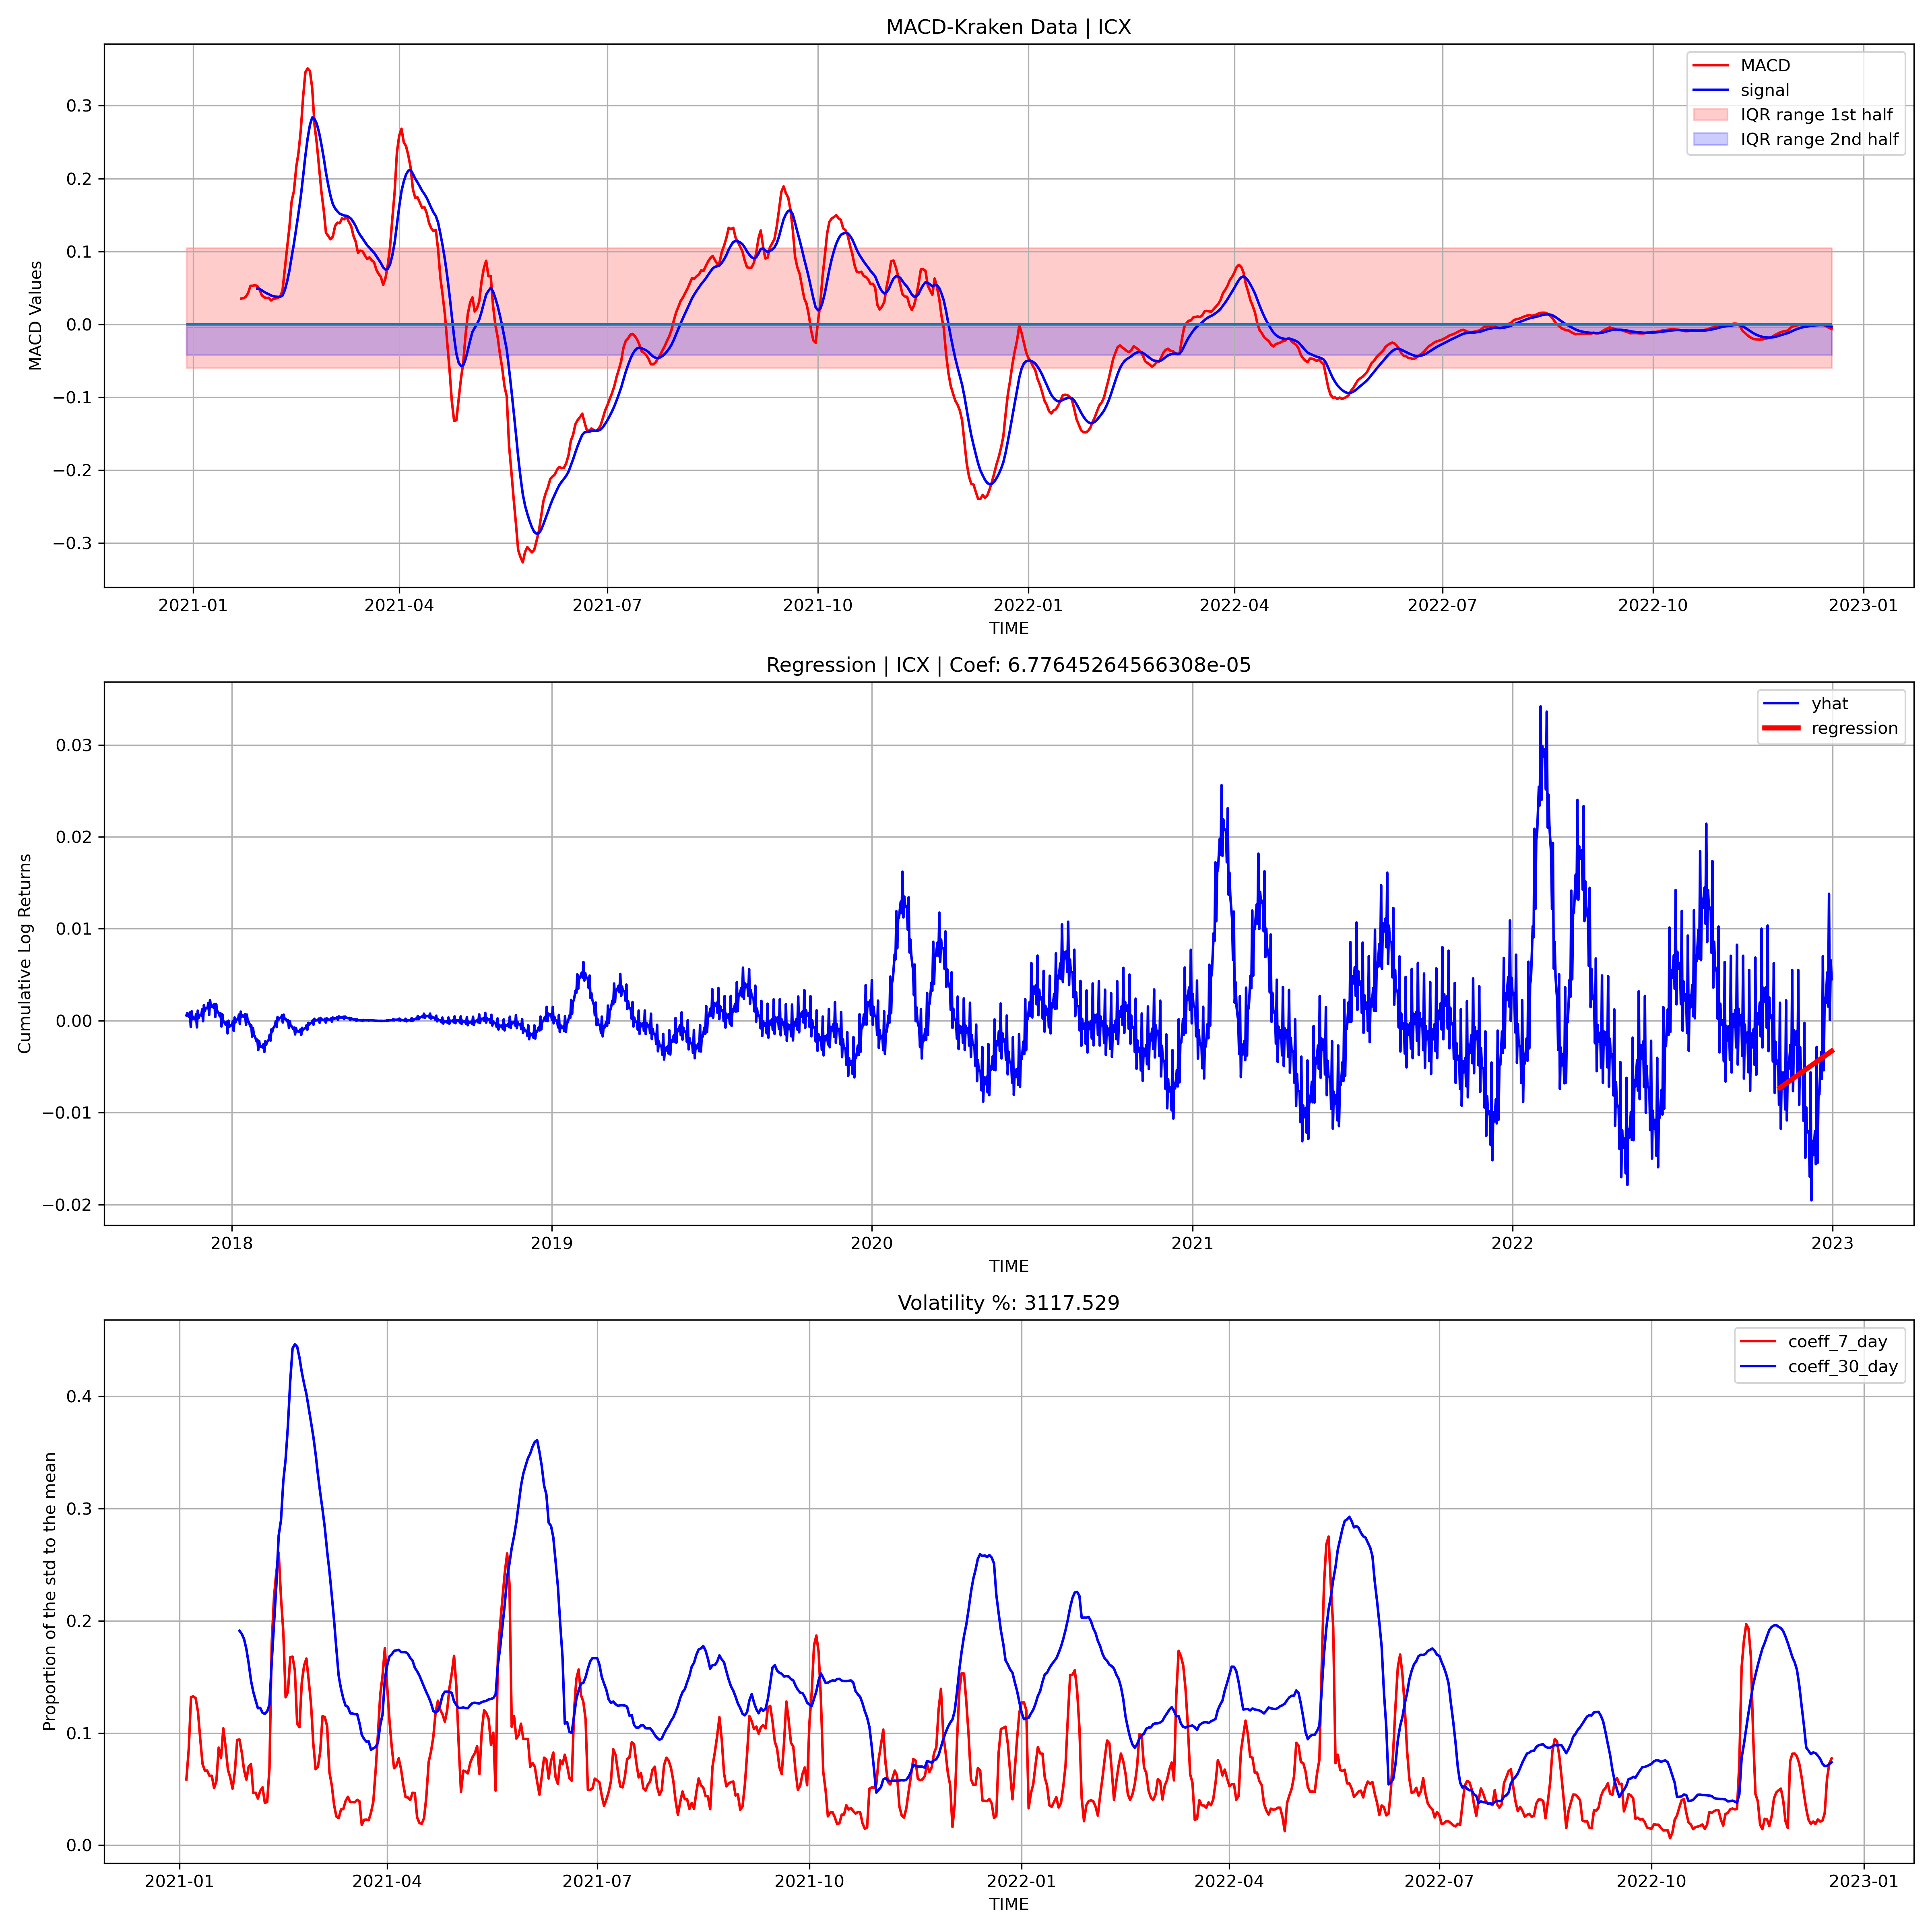 MACD-Kraken Data | ICX
MACD Values
0.3
0.2
0.1
0.0
−0.1
−0.2
−0.3
MACD
signal
IQR range 1st half
IQR range 2nd half
2021-01 2021-04 2021-07 2021-10 2022-01 2022-04 2022-07 2022-10 2023-01
TIME
Regression | ICX | Coef: 6.77645264566308e-05
Cumulative Log Returns
0.03
0.02
0.01
0.00
−0.01
−0.02
yhat
regression
2018 2019 2020 2021 2022 2023
TIME
Volatility %: 3117.529
Proportion of the std to the mean
0.4
0.3
0.2
0.1
0.0
coeff_7_day
coeff_30_day
2021-01 2021-04 2021-07 2021-10 2022-01 2022-04 2022-07 2022-10 2023-01
TIME